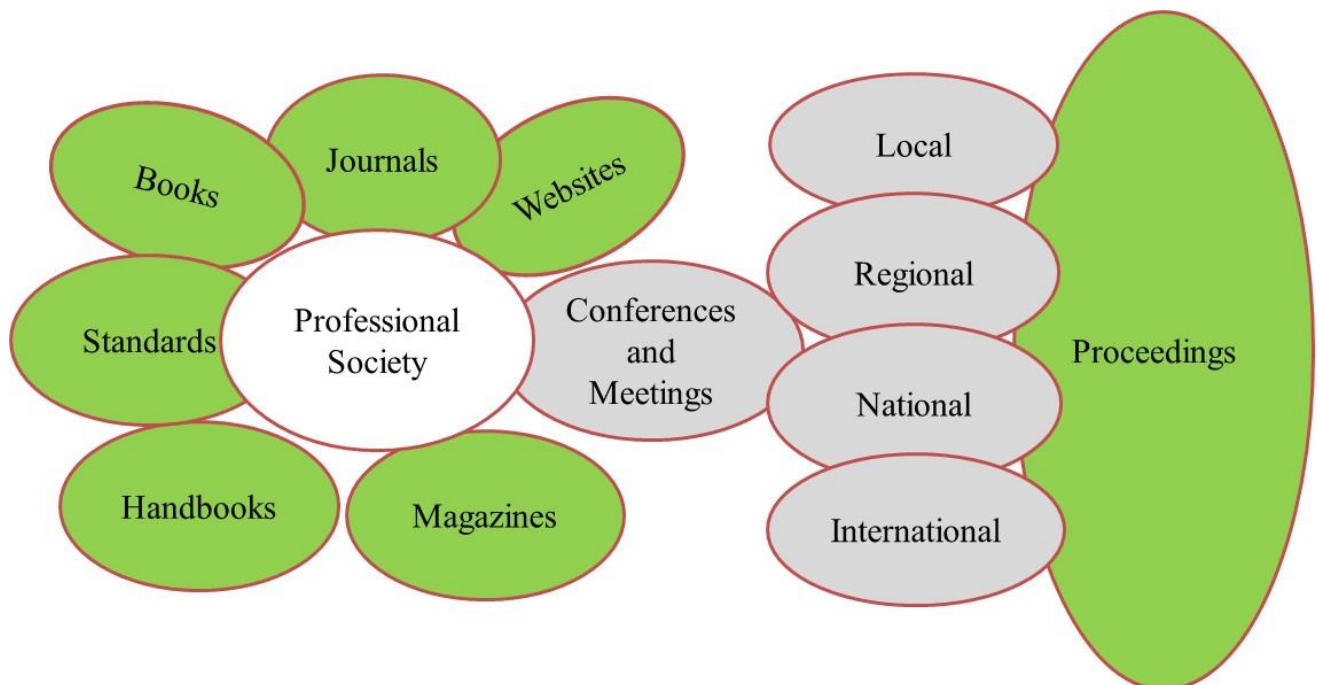 Books
Journals
Websites
Standards
Professional
Society
Conferences
and
Meetings
Handbooks
Magazines
Local
Regional
National
International
Proceedings